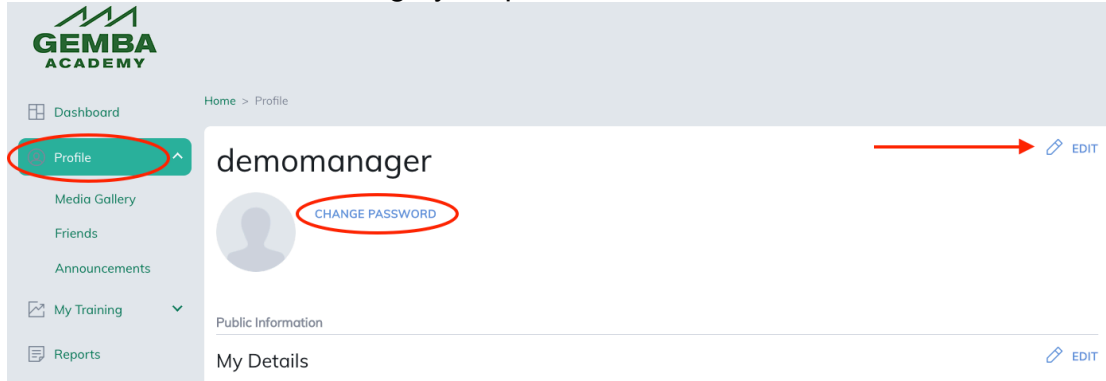 GEMBA
ACADEMY
Dashboard
Profile
Media Gallery
Friends
Announcements
My Training
Reports
Home > Profile
demomanager
EDIT
CHANGE PASSWORD
Public Information
My Details
EDIT